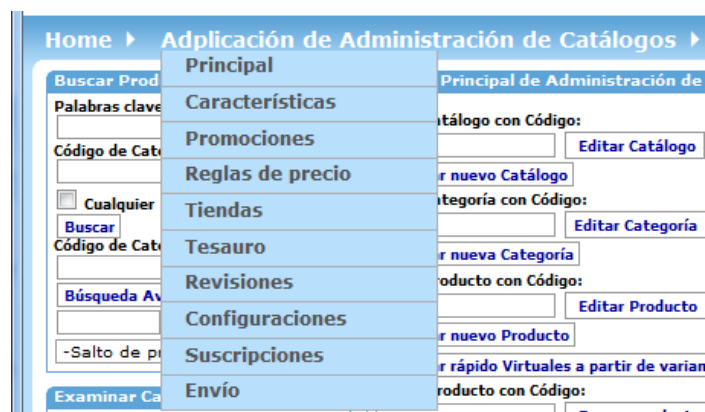 Home Adplicación de Administración de Catálogos
Principal
Características
Promociones
Reglas de precio
Tiendas
Tesauro
Revisiones
Configuraciones
Suscripciones
Envío
Buscar Prod
Palabras clave
Código de Cate
Cualquier
Buscar
Código de Cate
Búsqueda Av
-Salto de pr
Examinar Ca
Principal de Administración de
atálogo con Código:
Editar Catálogo
r nuevo Catálogo
ategoría con Código:
Editar Categoría
r nueva Categoría
roducto con Código:
Editar Producto
r nuevo Producto
r rápido Virtuales a partir de varian
roducto con Código: